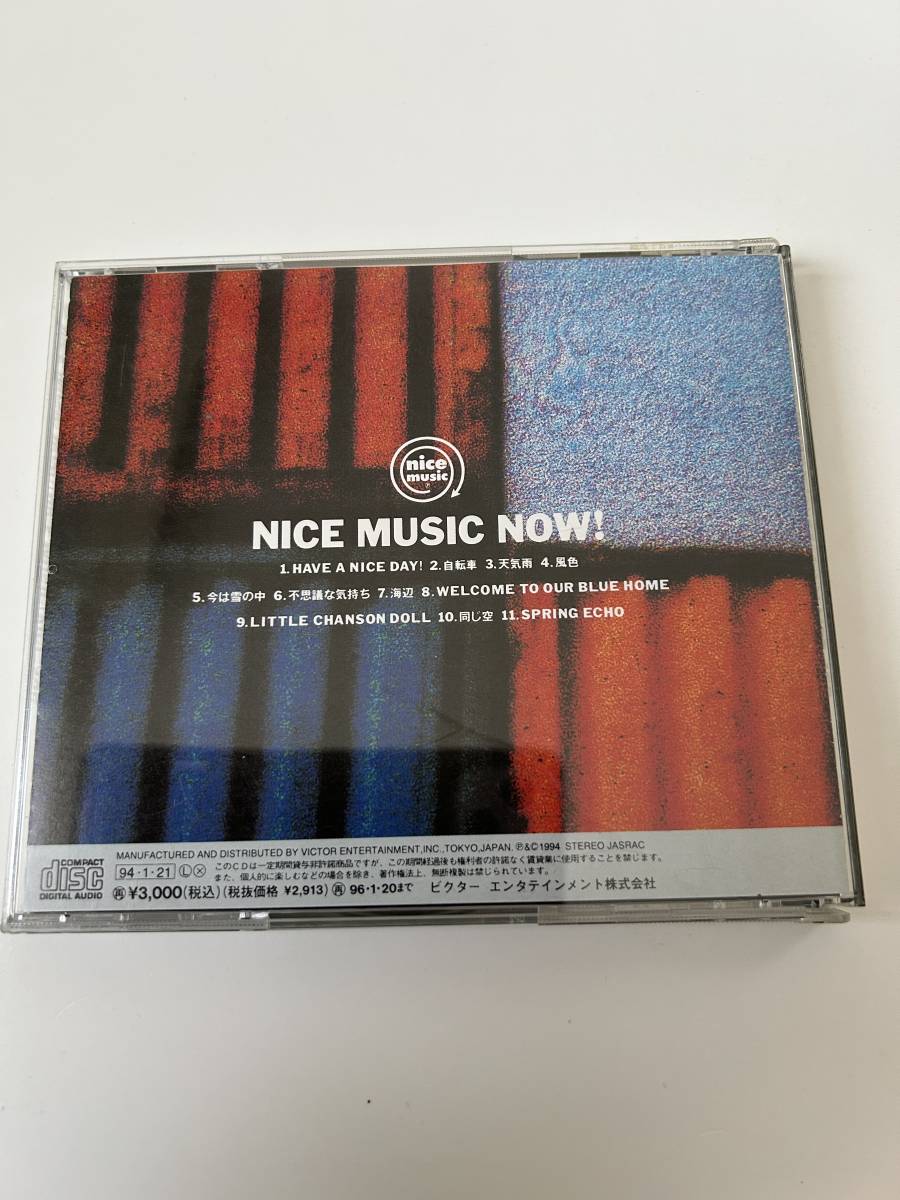 nice
music
NICE MUSIC NOW!
1.HAVE A NICE DAY! 2.自転車 3.天気雨 4.風色
5.今は雪の中 6.不思議な気持ち 7.海辺 8.WELCOME TO OUR BLUE HOME
9.LITTLE CHANSON DOLL 10.同じ空 11.SPRING ECHO
MANUFACTURED AND DISTRIBUTED BY VICTOR ENTERTAINMENT,INC.,TOKYO,JAPAN. ℗&©1994 STEREO JASRAC
COMPACT
disc
DIGITAL AUDIO
94·1·21 Ⓛ ⓧ このCDは一定期間貸与非許諾商品ですが、この期間経過後も権利者の許諾なく賃貸業に使用することを禁じます。
また、個人的に楽しむなどの場合を除き、著作権法上、無断複製は禁じられています。
㊢¥3,000(税込)(税抜価格 ¥2,913)㊢96·1·20まで ビクター エンタテインメント株式会社